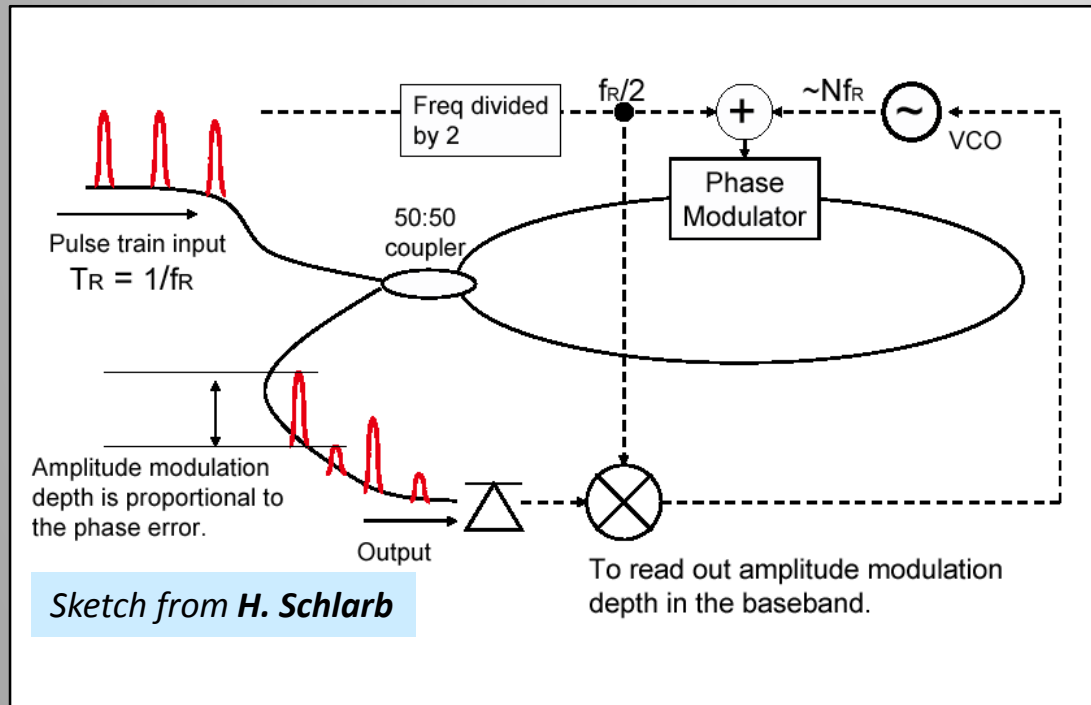 Freq divided
by 2
fR/2
+
~NfR
~
VCO
Phase
Modulator
50:50
coupler
Pulse train input
TR = 1/fR
Amplitude modulation
depth is proportional to
the phase error.
Output
To read out amplitude modulation
depth in the baseband.
Sketch from H. Schlarb